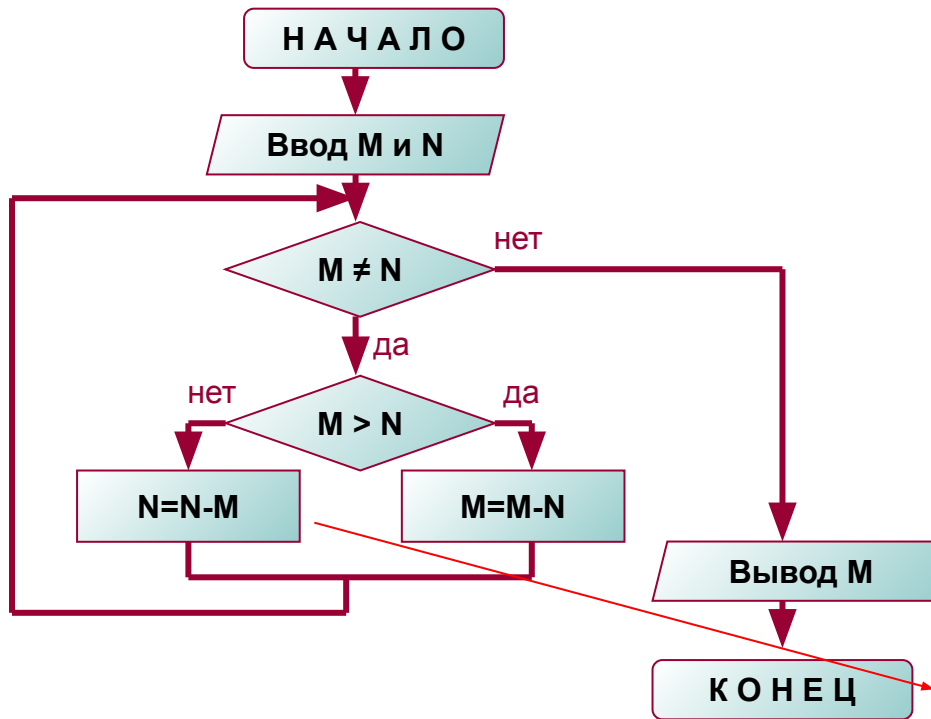 Н А Ч А Л О
Ввод M и N
M ≠ N
нет
да
M > N
нет
да
N=N-M
M=M-N
Вывод M
К О Н Е Ц